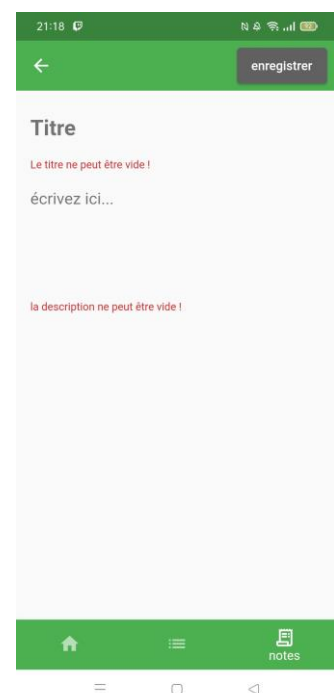 21:18
enregistrer
Titre
Le titre ne peut être vide !
écrivez ici...
la description ne peut être vide !
notes